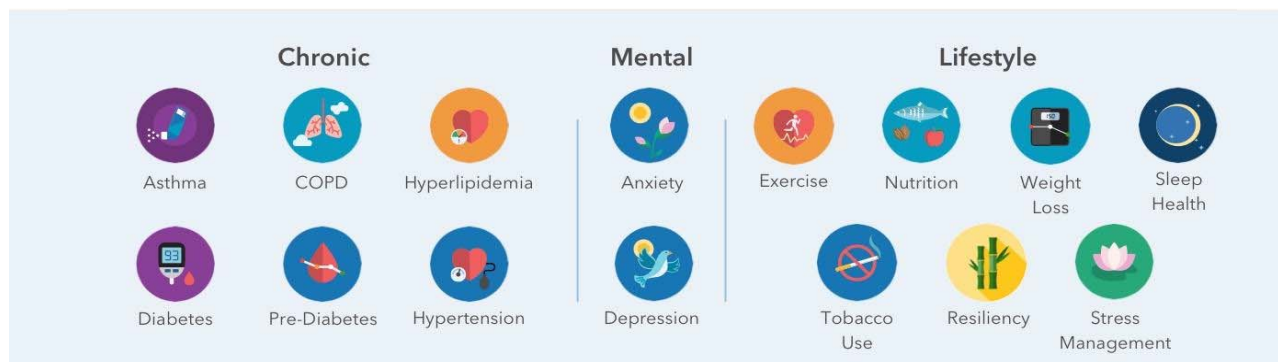 Chronic
Mental
Lifestyle
Asthma
COPD
Hyperlipidemia
Anxiety
Exercise
Nutrition
Weight
Loss
Sleep
Health
93
Diabetes
Pre-Diabetes
Hypertension
Depression
Tobacco
Use
Resiliency
Stress
Management